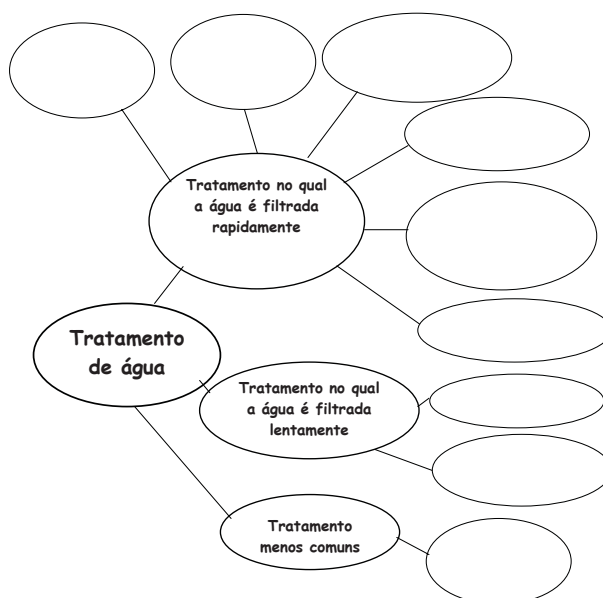 Tratamento no qual
a água é filtrada
rapidamente
Tratamento
de água
Tratamento no qual
a água é filtrada
lentamente
Tratamento
menos comuns